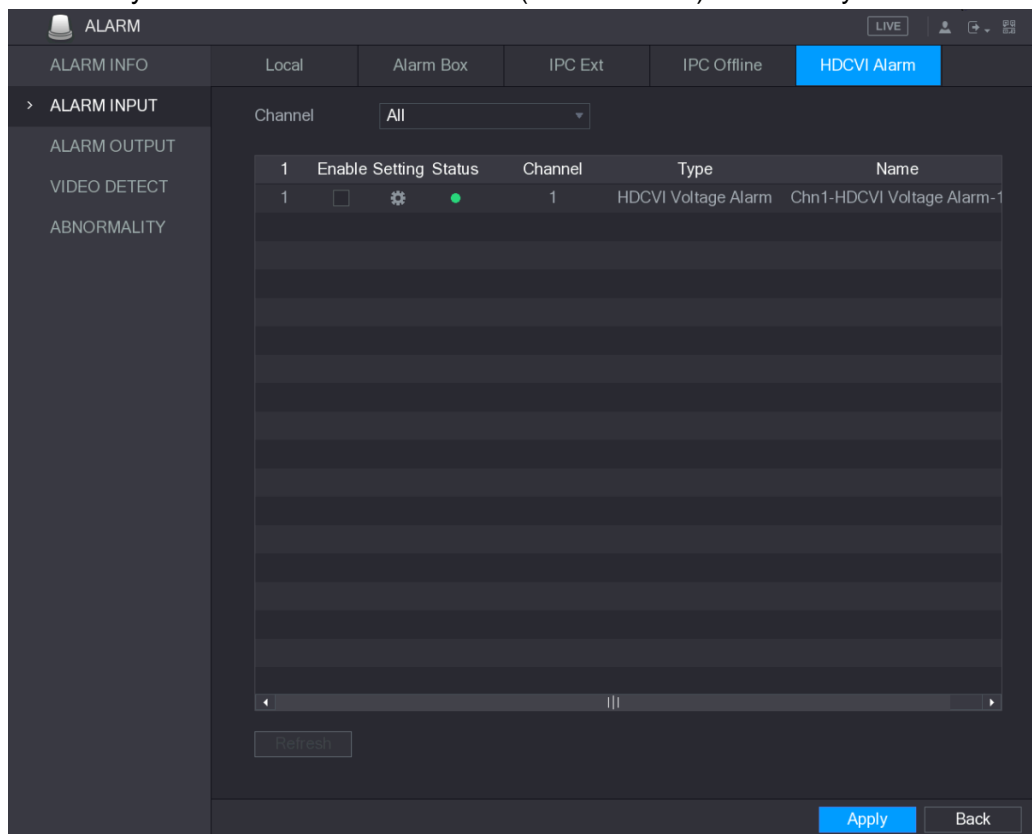 ALARM LIVE
ALARM INFO
ALARM INPUT
ALARM OUTPUT
VIDEO DETECT
ABNORMALITY
Local Alarm Box IPC Ext IPC Offline HDCVI Alarm
Channel All
1 Enable Setting Status Channel Type Name
1 1 HDCVI Voltage Alarm Chn1-HDCVI Voltage Alarm-1
Refresh
Apply Back